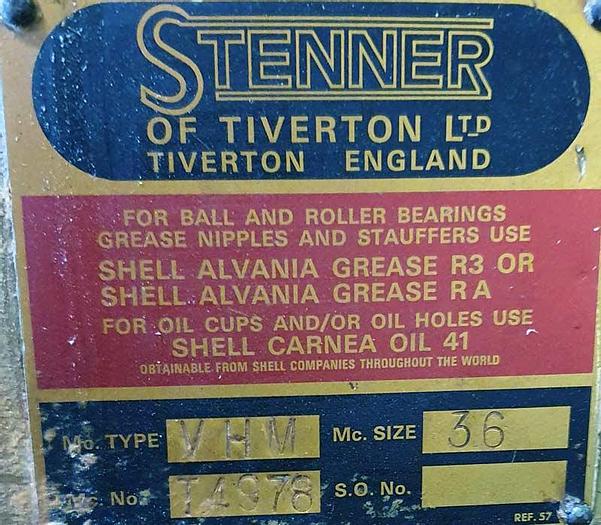 STENNER
OF TIVERTON LTD
TIVERTON ENGLAND
FOR BALL AND ROLLER BEARINGS
GREASE NIPPLES AND STAUFFERS USE
SHELL ALVANIA GREASE R3 OR
SHELL ALVANIA GREASE RA
FOR OIL CUPS AND/OR OIL HOLES USE
SHELL CARNEA OIL 41
OBTAINABLE FROM SHELL COMPANIES THROUGHOUT THE WORLD
Mc. TYPE VHM Mc. SIZE 36
Mc. No. T4978 S.O. No.
REF. 57